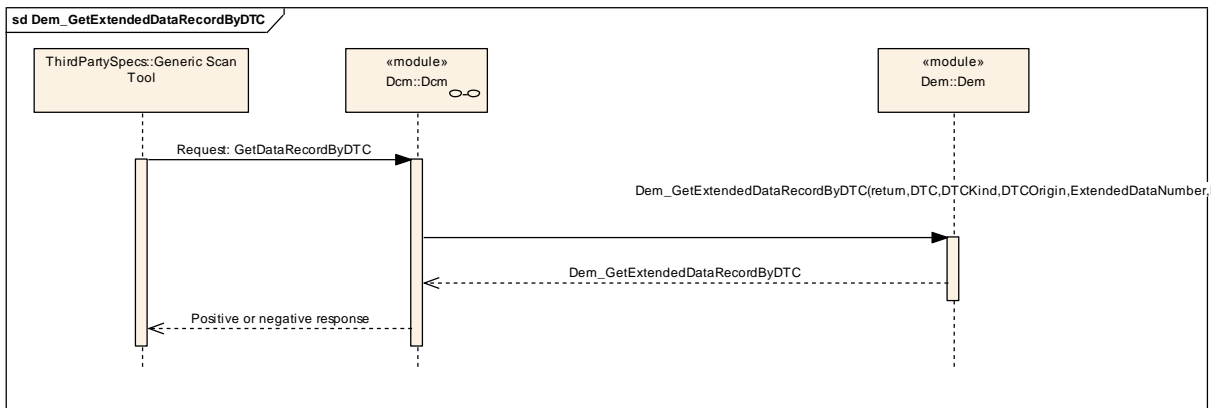 sd Dem_GetExtendedDataRecordByDTC
ThirdPartySpecs::Generic Scan
Tool
«module»
Dcm::Dcm
«module»
Dem::Dem
Request: GetDataRecordByDTC
Dem_GetExtendedDataRecordByDTC(return,DTC,DTCKind,DTCOrigin,ExtendedDataNumber,
Dem_GetExtendedDataRecordByDTC
Positive or negative response